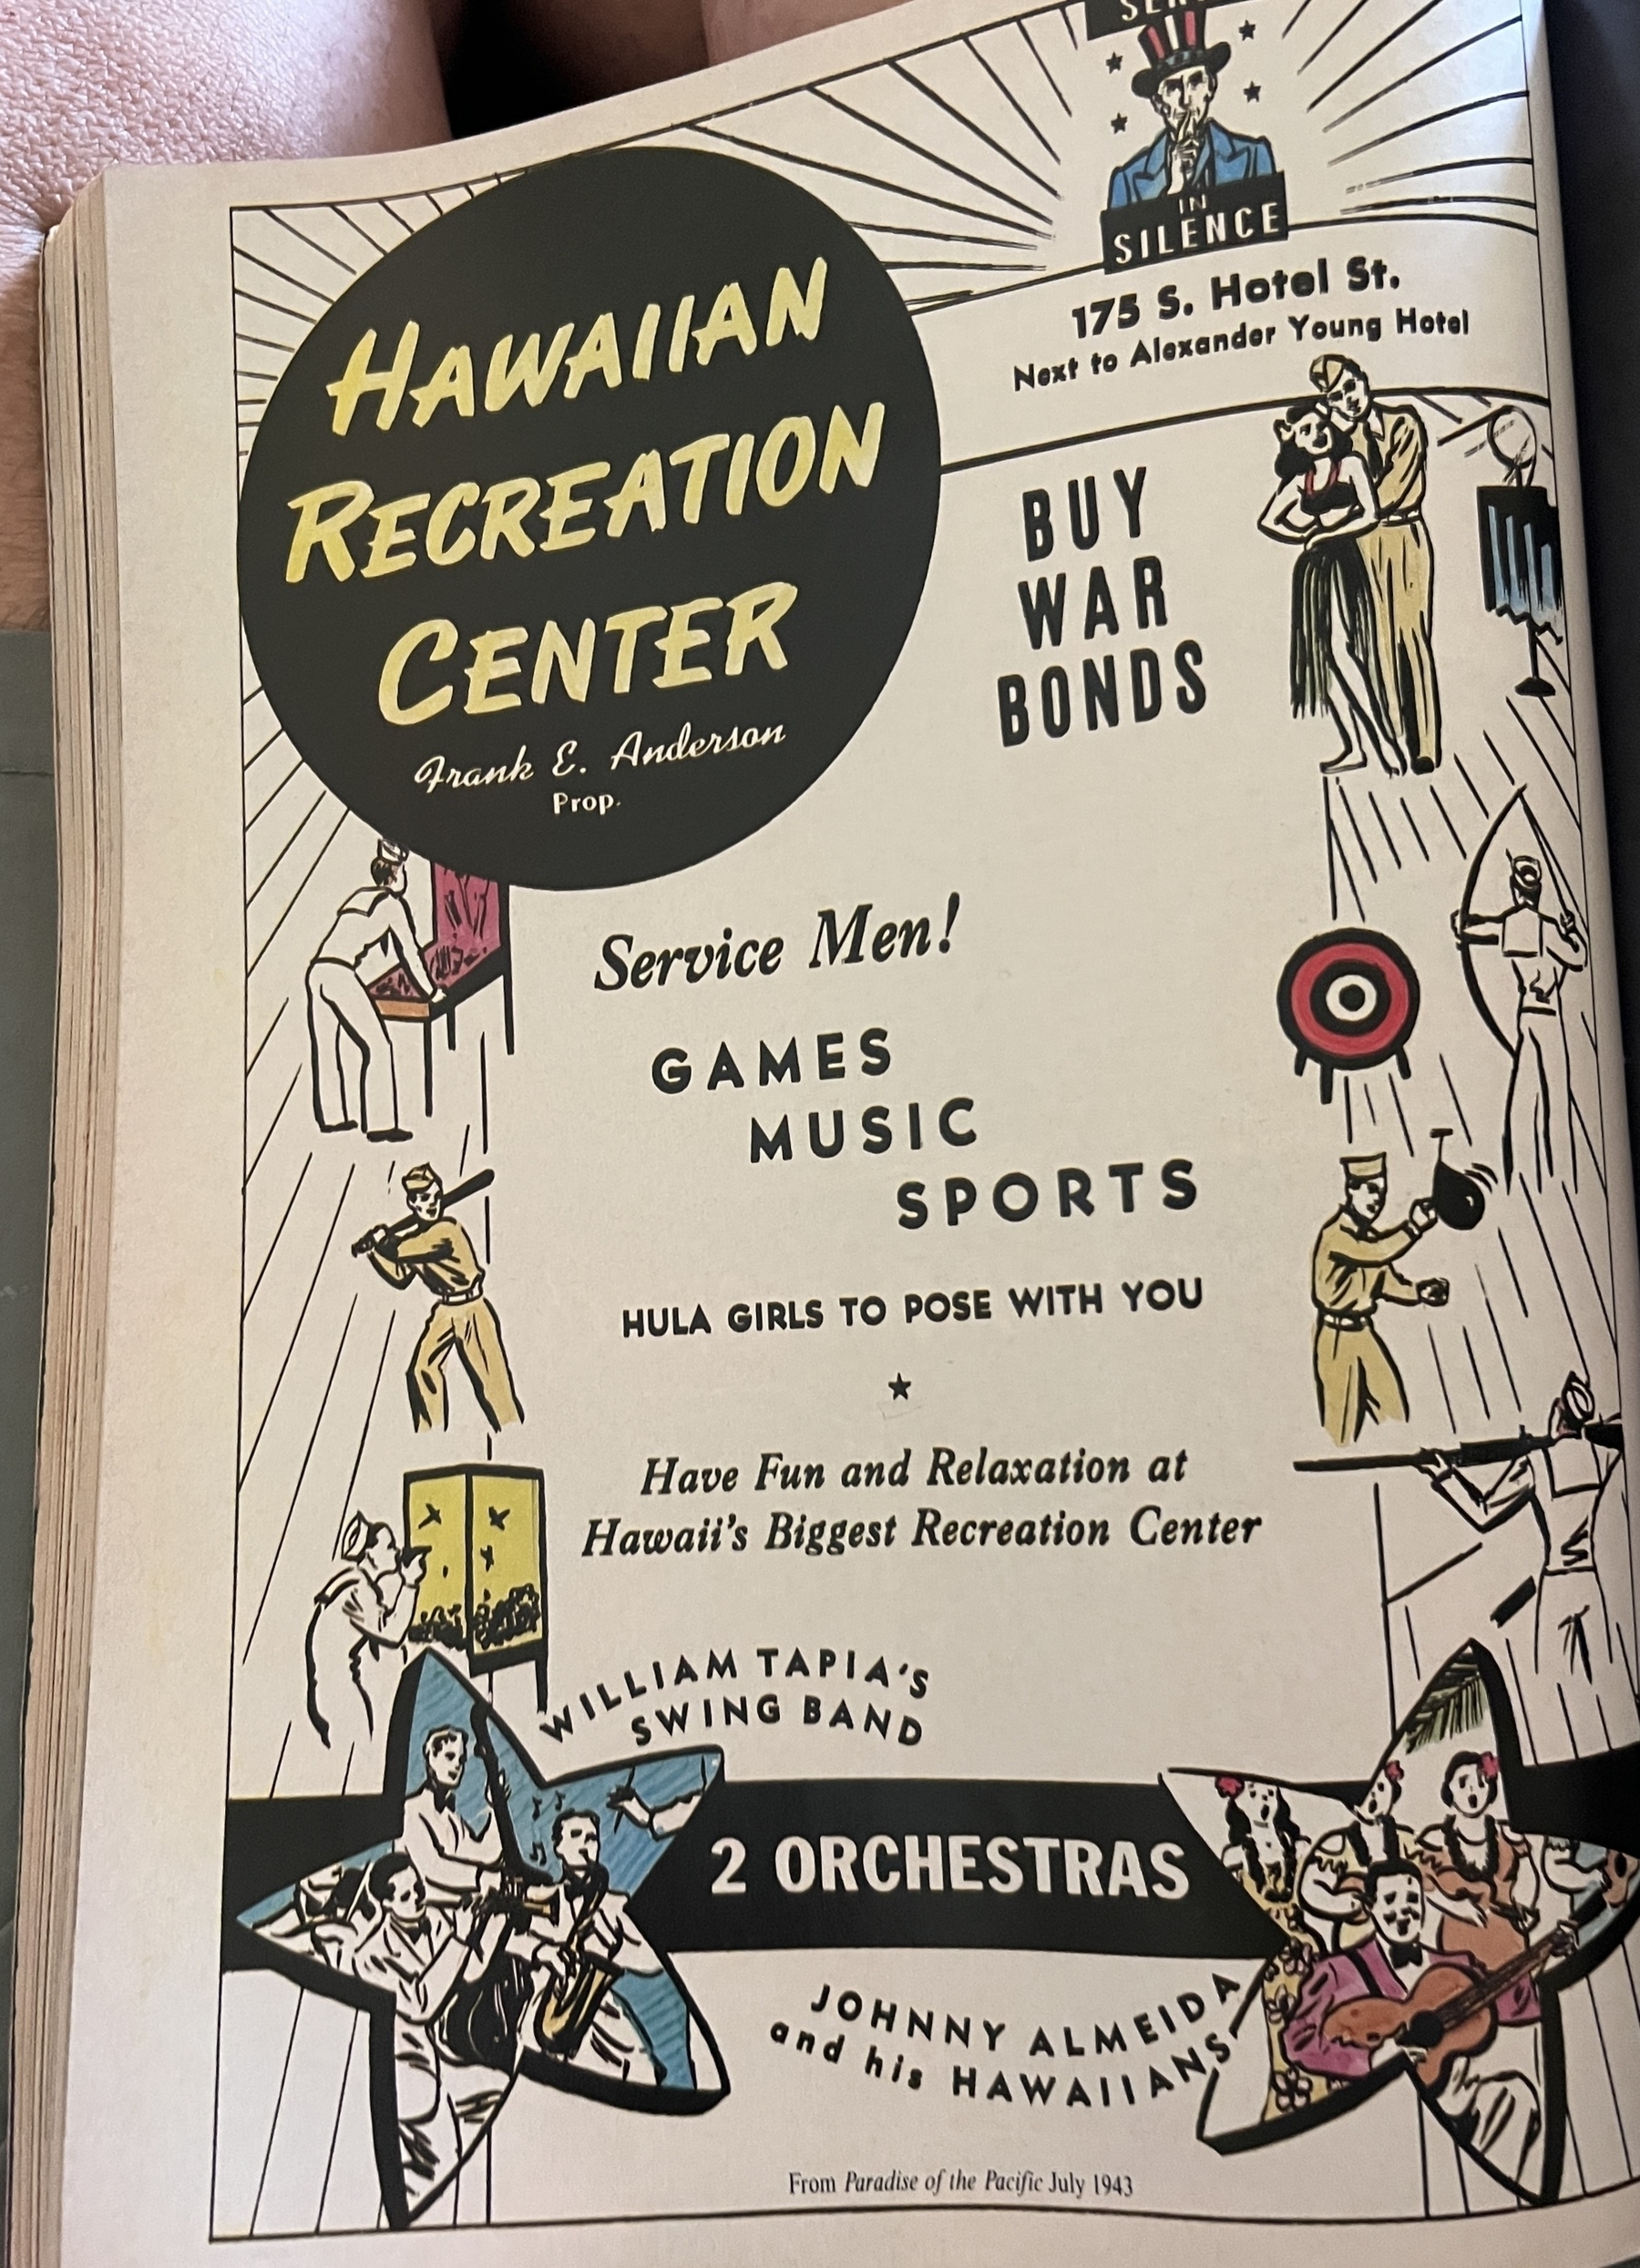 IN
SILENCE
175 S. Hotel St.
Next to Alexander Young Hotel
HAWAIIAN
RECREATION
CENTER
Frank E. Anderson
Prop.
BUY
WAR
BONDS
Service Men!
GAMES
MUSIC
SPORTS
HULA GIRLS TO POSE WITH YOU
Have Fun and Relaxation at
Hawaii's Biggest Recreation Center
WILLIAM TAPIA'S
SWING BAND
2 ORCHESTRAS
JOHNNY ALMEIDA
and his HAWAIIANS
From Paradise of the Pacific July 1943